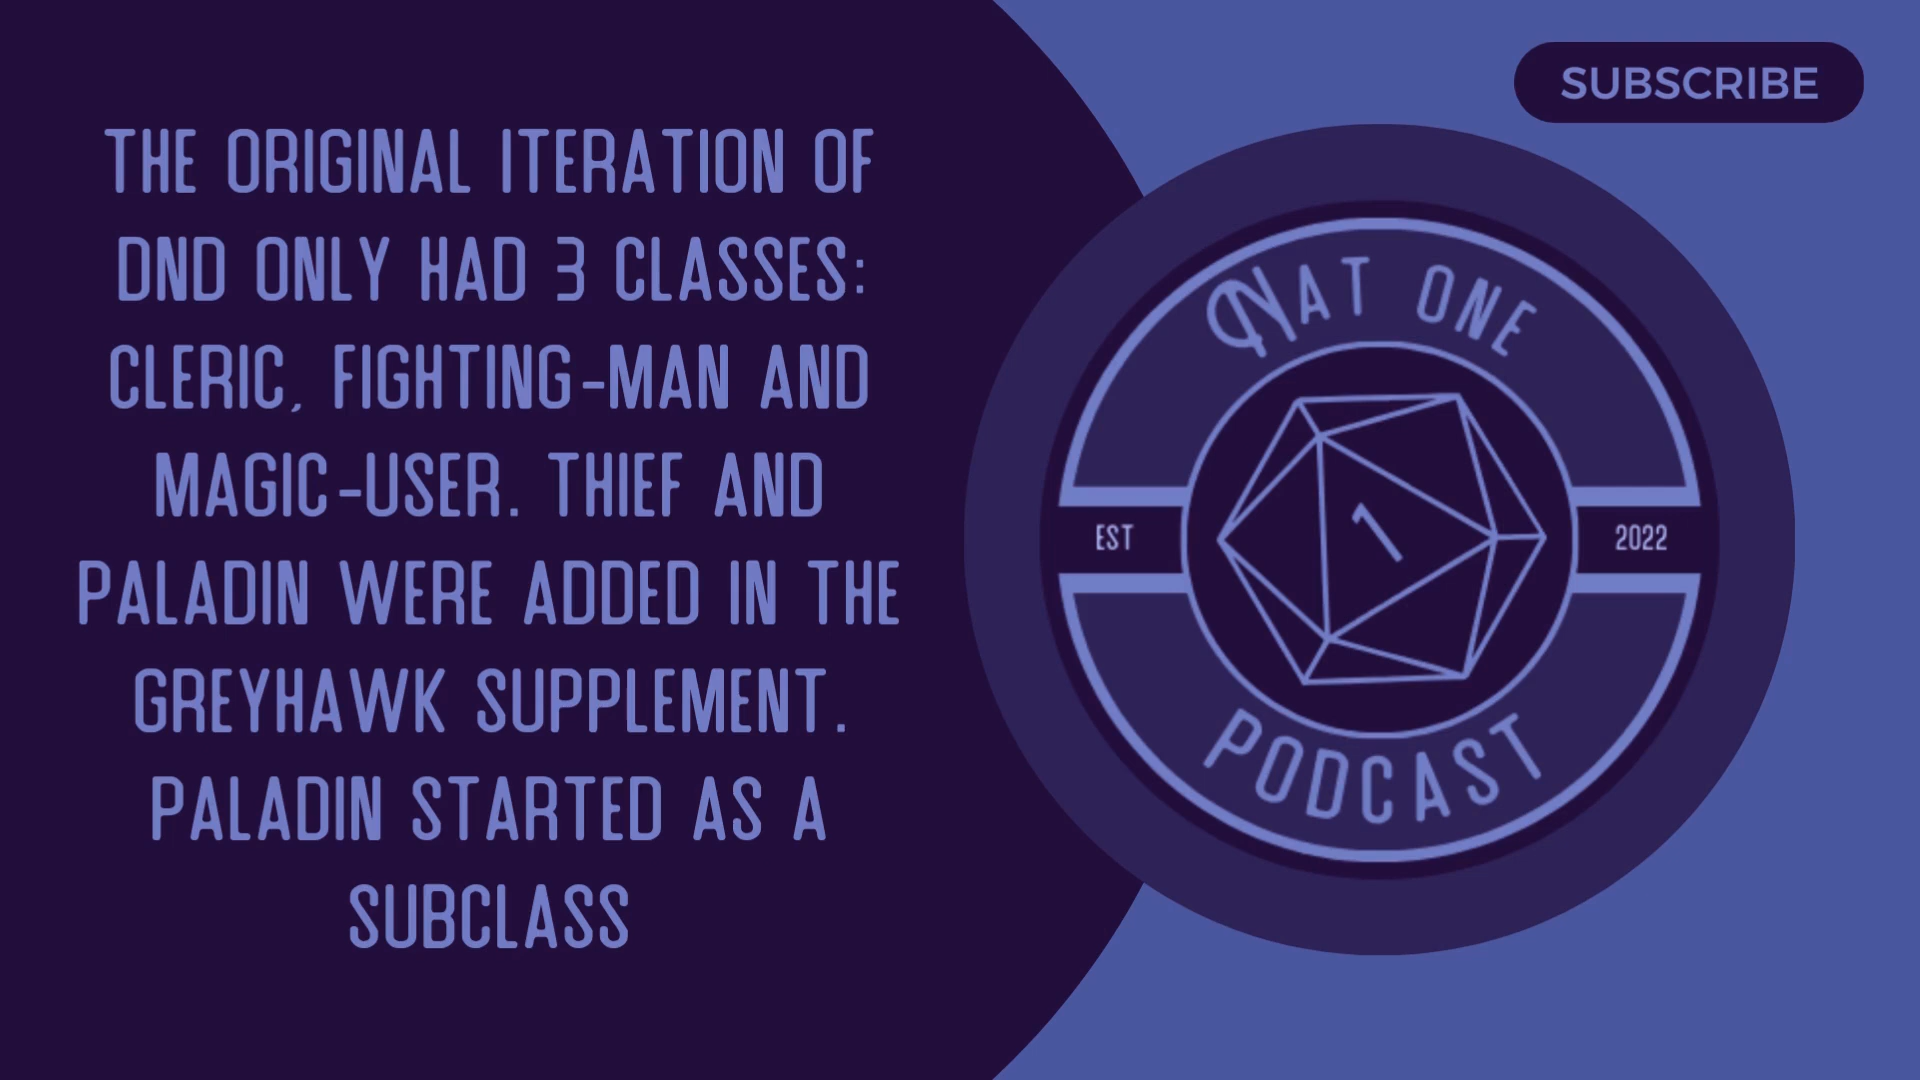 SUBSCRIBE
THE ORIGINAL ITERATION OF
DND ONLY HAD 3 CLASSES:
CLERIC, FIGHTING-MAN AND
MAGIC-USER. THIEF AND
PALADIN WERE ADDED IN THE
GREYHAWK SUPPLEMENT.
PALADIN STARTED AS A
SUBCLASS
NAT ONE
1
EST 2022
PODCAST